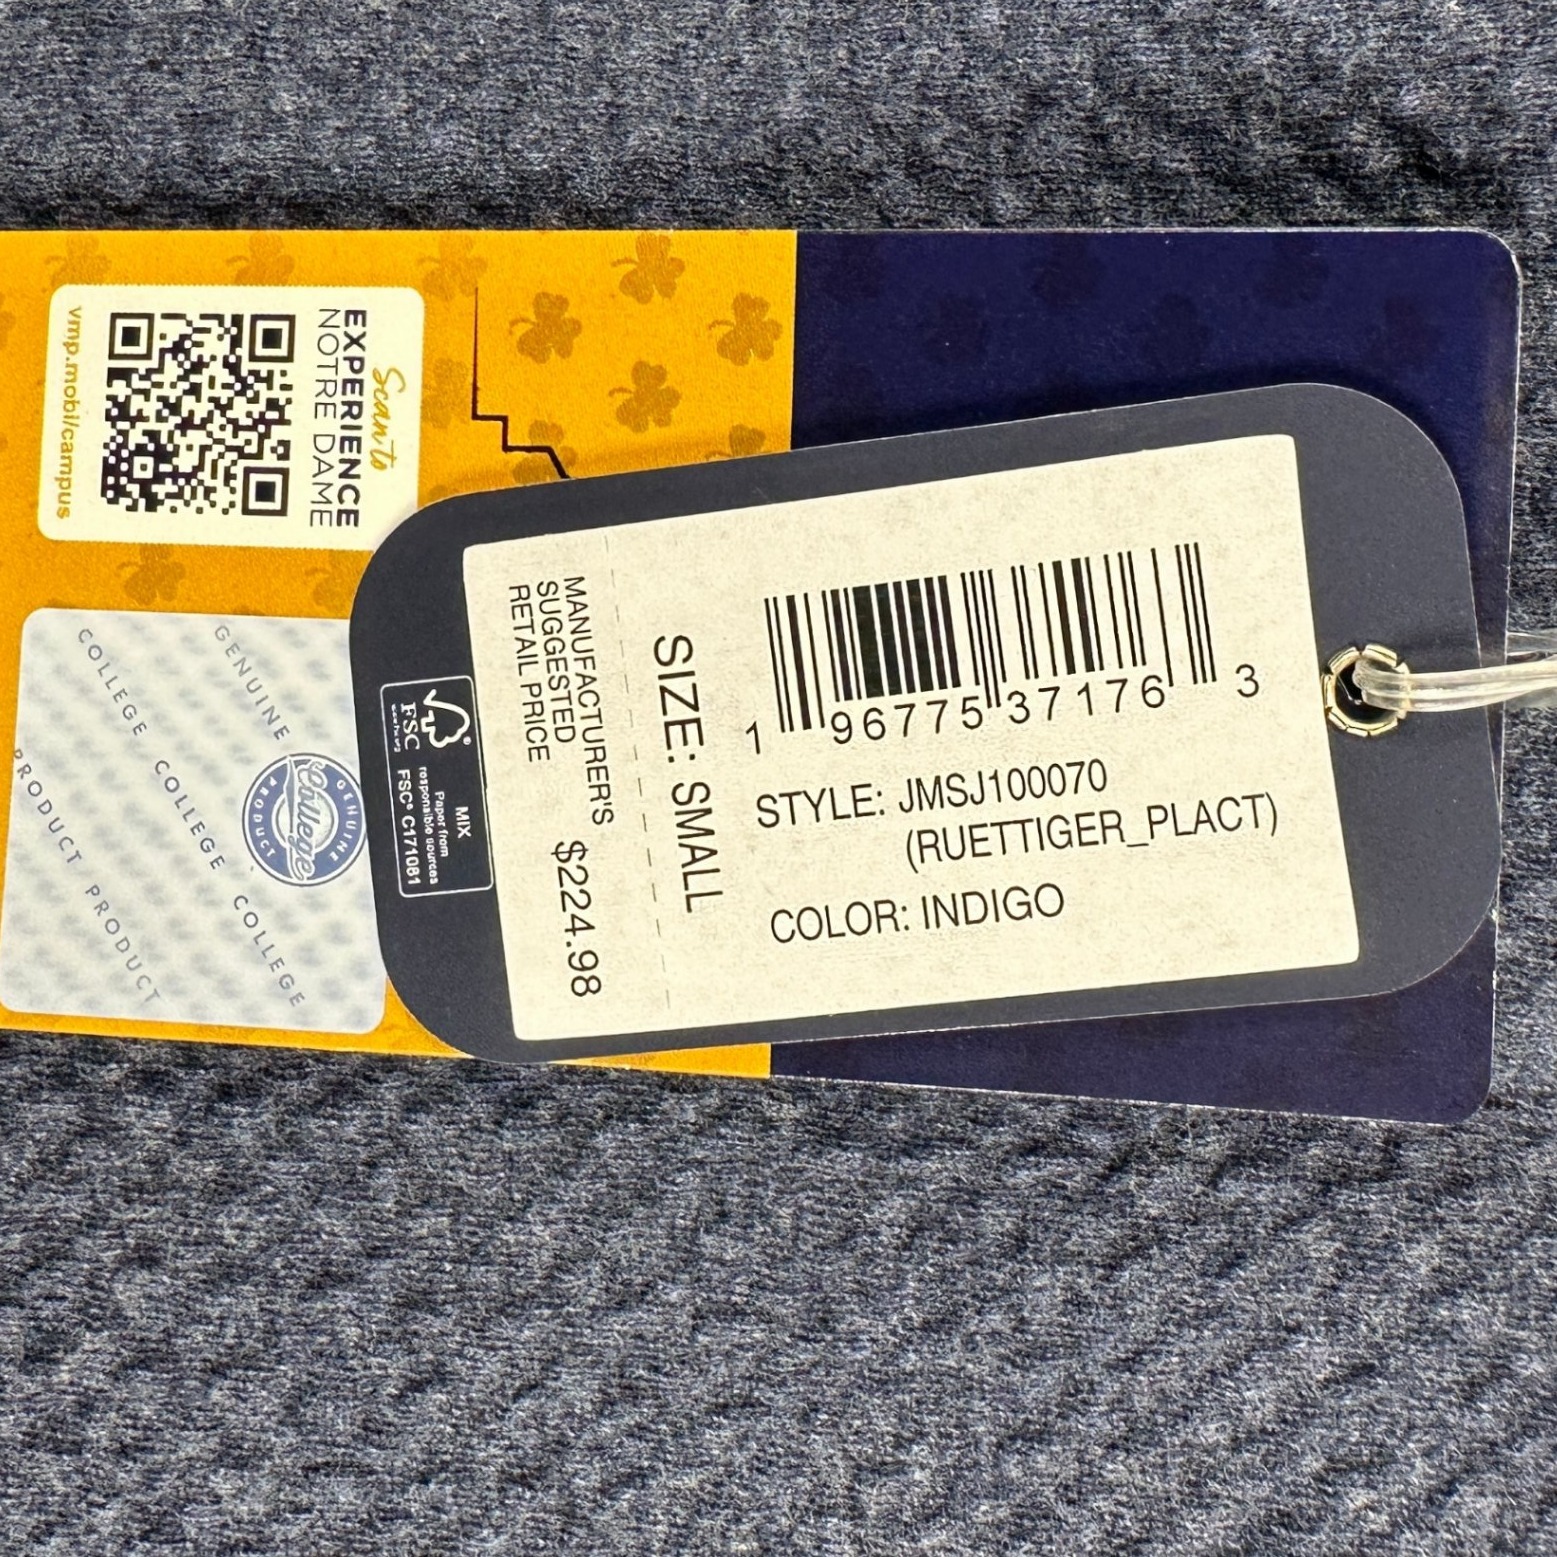 Scan to
EXPERIENCE
NOTRE DAME
vmp.mobi/campus
GENUINE
COLLEGE
COLLEGE
COLLEGE
PRODUCT
PRODUCT
GENUINE
College
PRODUCT
MIX
Paper from
responsible sources
FSC® C171081
FSC
1 96775 37176 3
STYLE: JMSJ100070
(RUETTIGER_PLACT)
COLOR: INDIGO
SIZE: SMALL
MANUFACTURER'S
SUGGESTED
RETAIL PRICE
$224.98